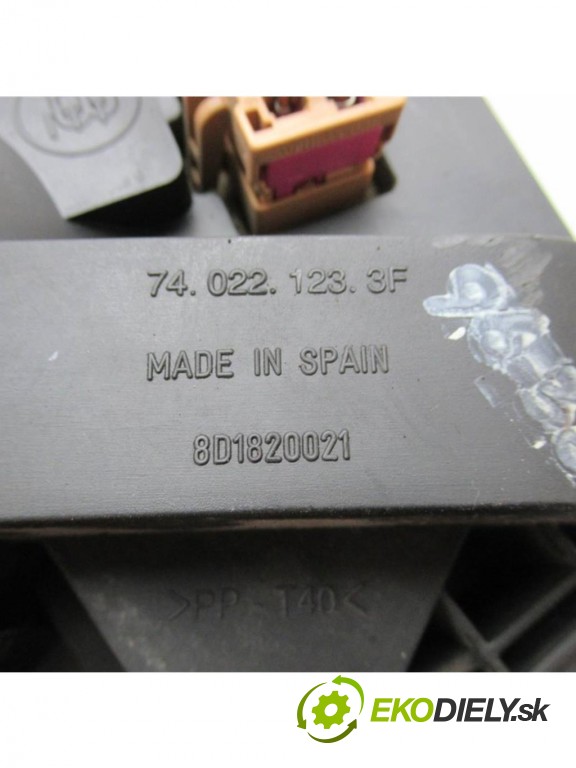 74.022.123.3F
MADE IN SPAIN
8D1820021
>PP-T40<
EKODIELY.sk